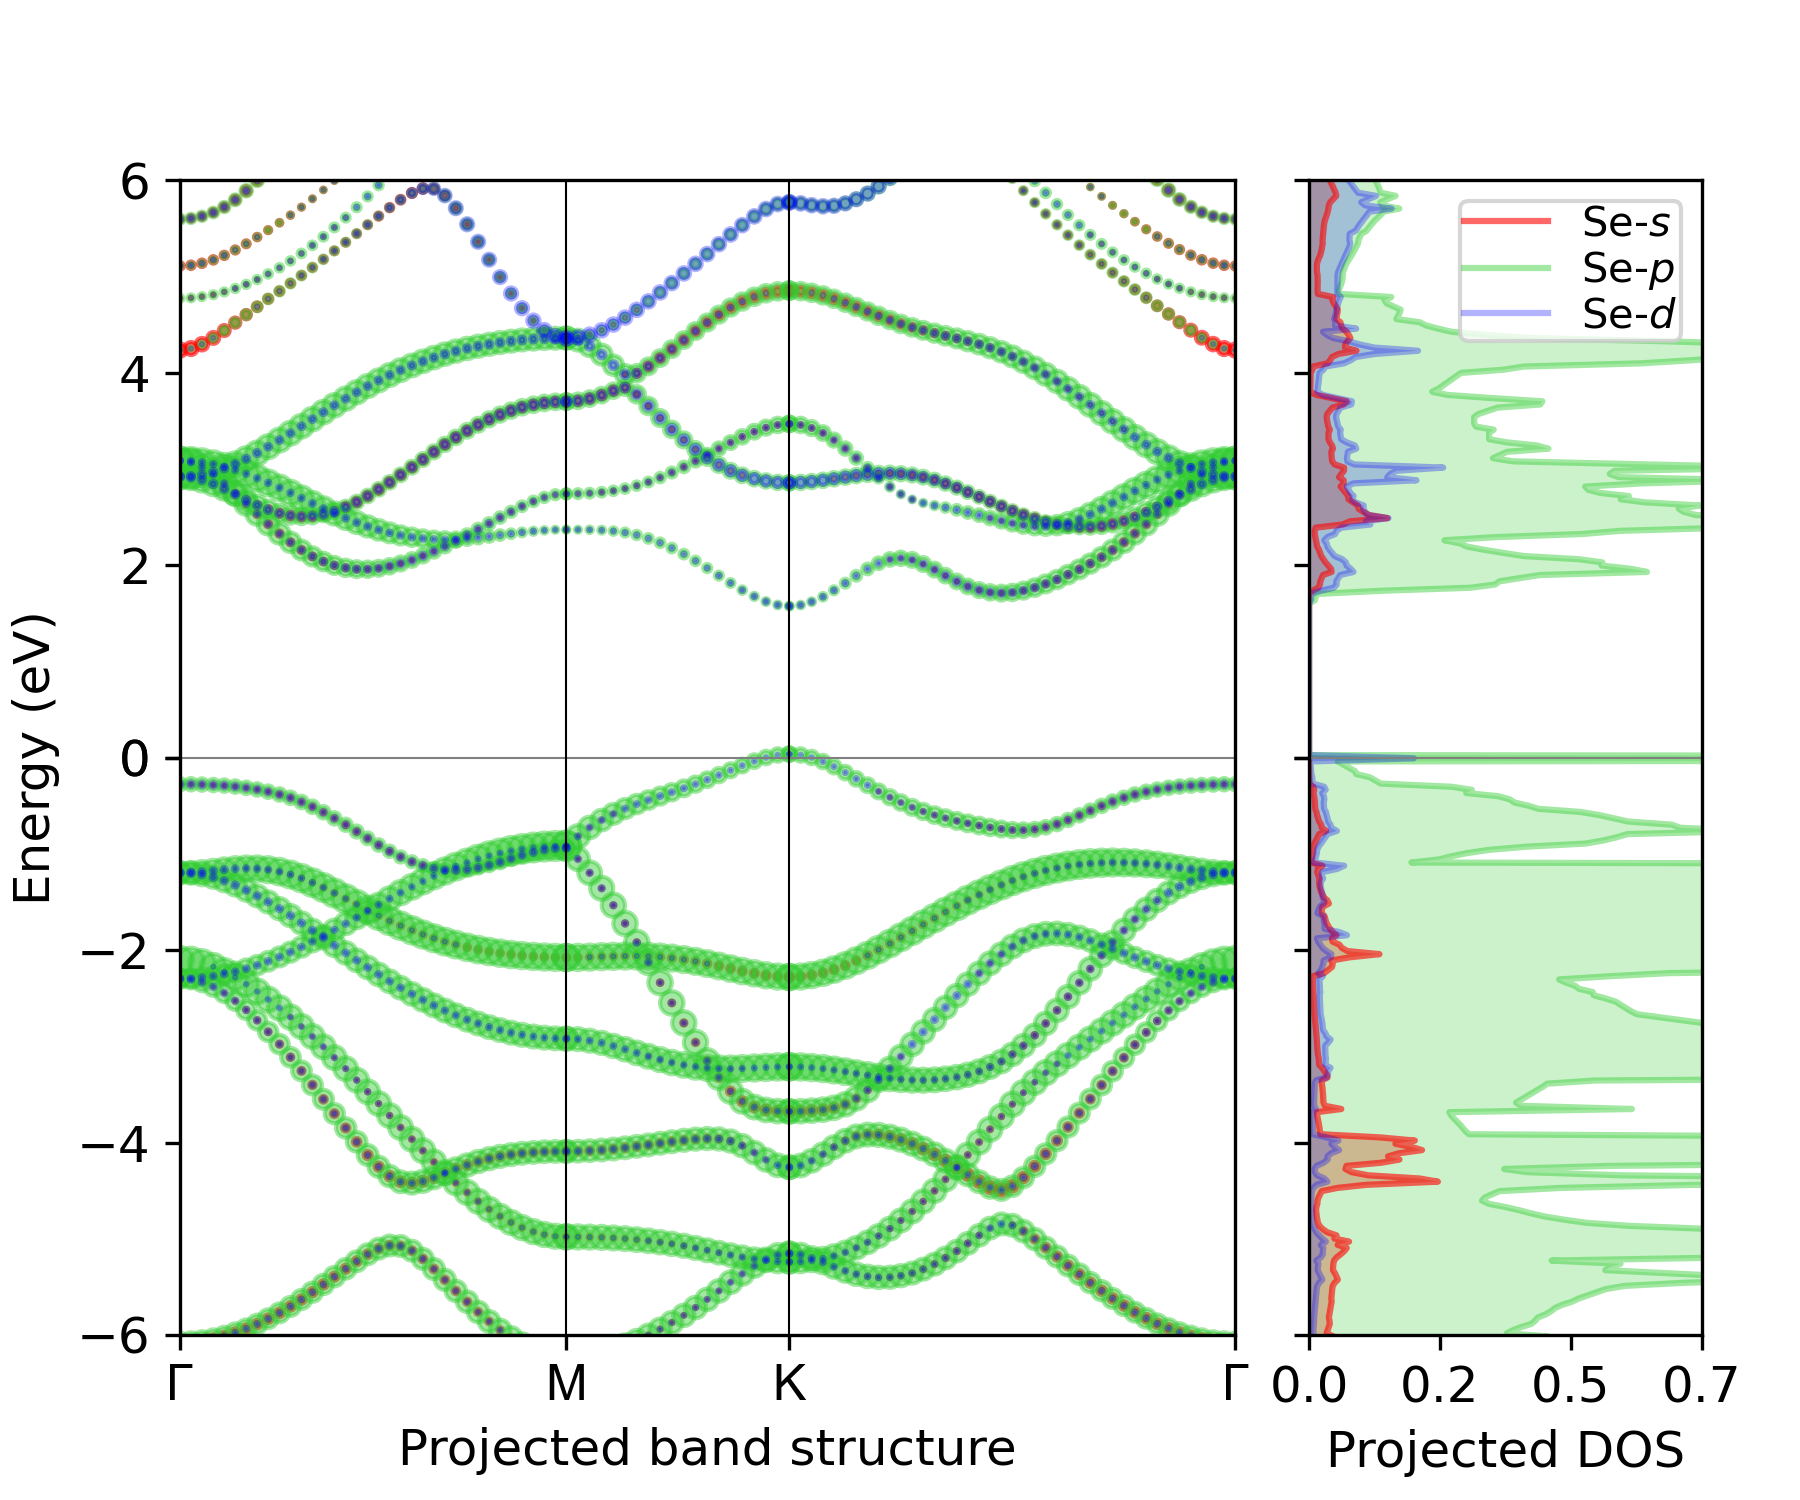 6
4
2
0
−2
−4
−6
Energy (eV)
Γ
M
K
Γ
Projected band structure
Se-s
Se-p
Se-d
0.0
0.2
0.5
0.7
Projected DOS